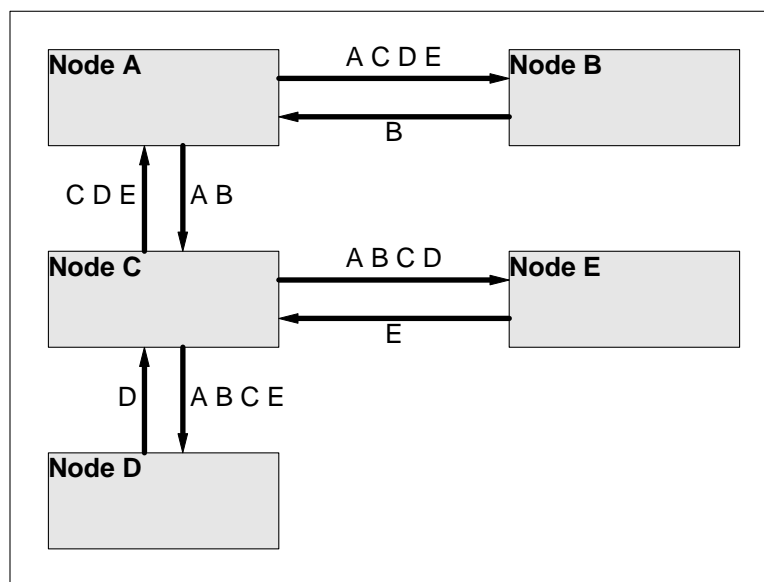 Node A
A C D E
Node B
B
C D E
A B
Node C
A B C D
Node E
E
D
A B C E
Node D